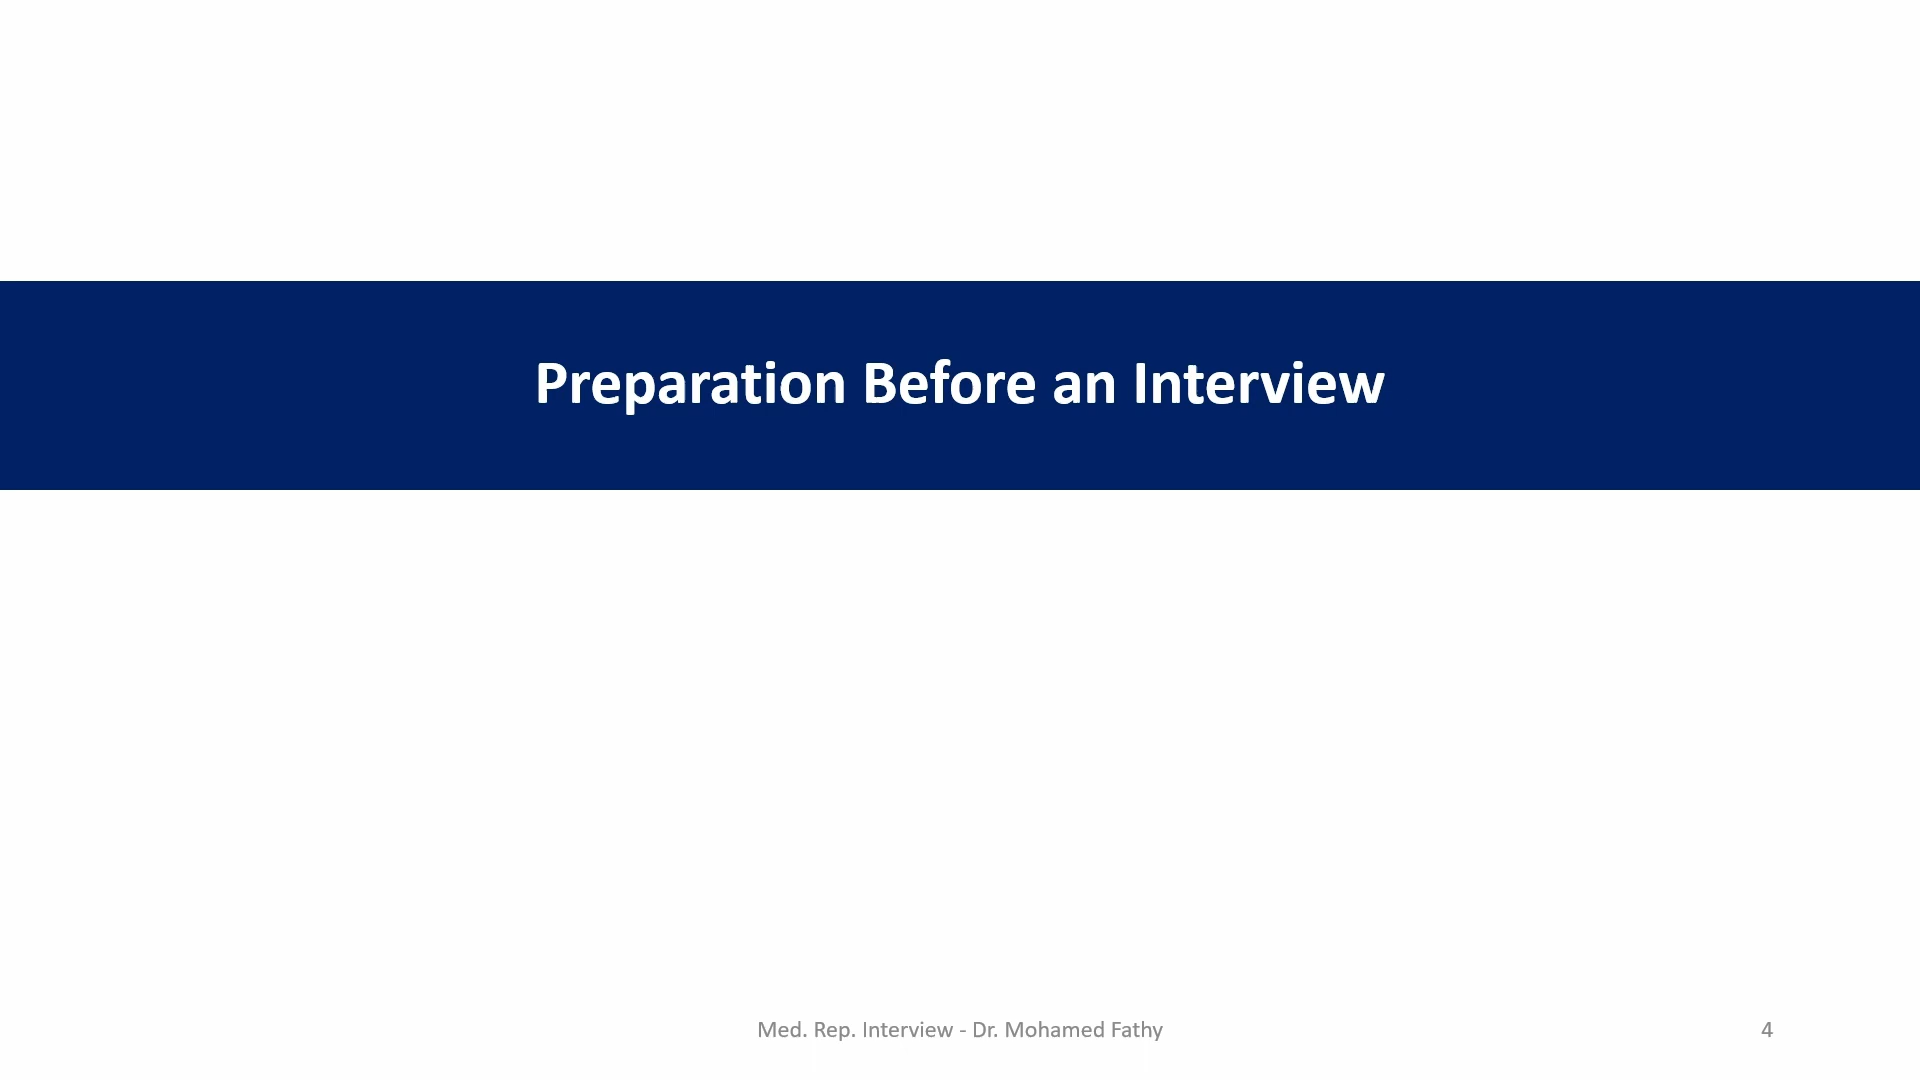 Preparation Before an Interview
Med. Rep. Interview - Dr. Mohamed Fathy
4